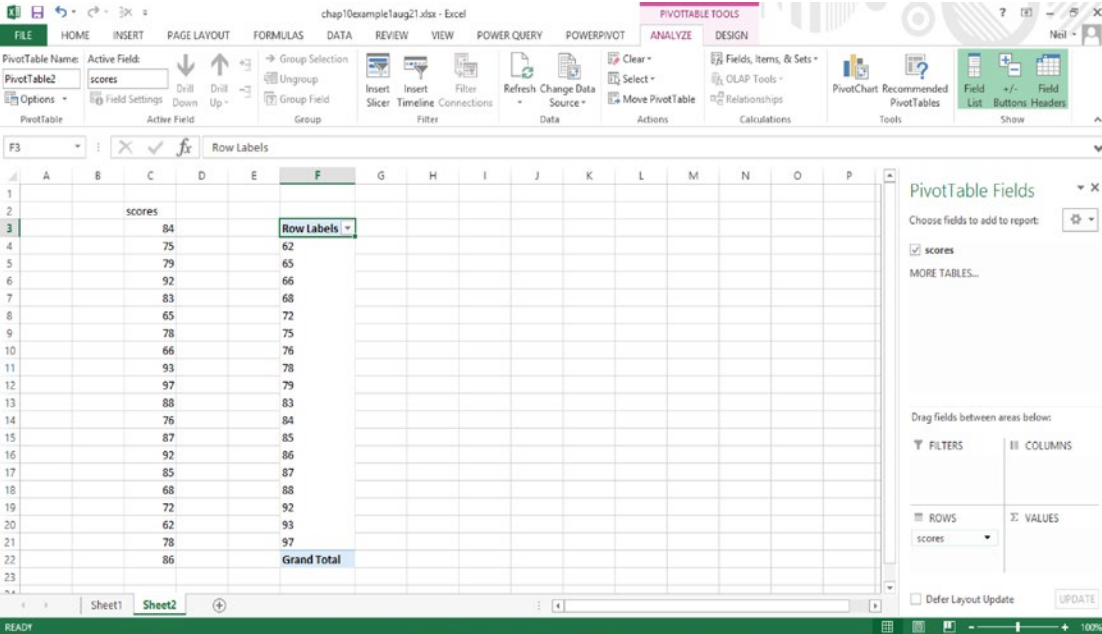 chap10example1aug21.xlsx - Excel
PIVOTTABLE TOOLS
?
FILE HOME INSERT PAGE LAYOUT FORMULAS DATA REVIEW VIEW POWER QUERY POWERPIVOT ANALYZE DESIGN Neil
PivotTable Name:
PivotTable2
Options
PivotTable
Active Field:
scores
Field Settings
Drill Down
Drill Up
Active Field
Group Selection
Ungroup
Group Field
Group
Insert Slicer
Insert Timeline
Filter Connections
Filter
Refresh
Change Data Source
Data
Clear
Select
Move PivotTable
Actions
Fields, Items, & Sets
OLAP Tools
Relationships
Calculations
PivotChart
Recommended PivotTables
Tools
Field List
+/- Buttons
Field Headers
Show
F3 fx Row Labels
A B C D E F G H I J K L M N O P
1
2 scores
3 84 Row Labels
4 75 62
5 79 65
6 92 66
7 83 68
8 65 72
9 78 75
10 66 76
11 93 78
12 97 79
13 88 83
14 76 84
15 87 85
16 92 86
17 85 87
18 68 88
19 72 92
20 62 93
21 78 97
22 86 Grand Total
23
PivotTable Fields
Choose fields to add to report:
scores
MORE TABLES...
Drag fields between areas below:
FILTERS
COLUMNS
ROWS
Σ VALUES
scores
Defer Layout Update
UPDATE
Sheet1 Sheet2
READY
100%